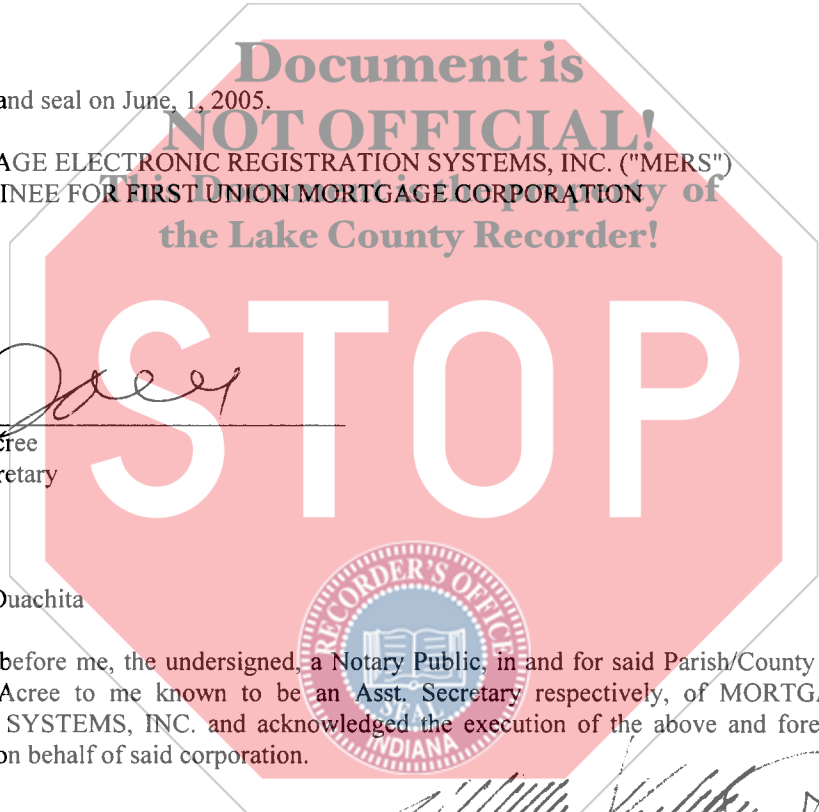 Document is
and seal on June, 1, 2005.
NOT OFFICIAL!
AGE ELECTRONIC REGISTRATION SYSTEMS, INC. ("MERS")
INEE FOR FIRST UNION MORTGAGE CORPORATION
This Document is the property of
the Lake County Recorder!
STOP
cree
retary
Ouachita
RECORDER'S OFFICE
before me, the undersigned, a Notary Public, in and for said Parish/County
Acree to me known to be an Asst. Secretary respectively, of MORTGA
SYSTEMS, INC. and acknowledged the execution of the above and fore
on behalf of said corporation.
SEAL
INDIANA